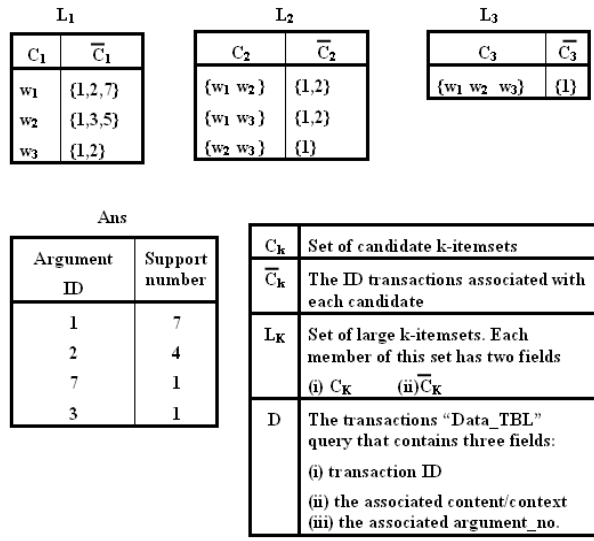 L₁
C₁ C̅₁
w₁ {1,2,7}
w₂ {1,3,5}
w₃ {1,2}
L₂
C₂ C̅₂
{w₁ w₂} {1,2}
{w₁ w₃} {1,2}
{w₂ w₃} {1}
L₃
C₃ C̅₃
{w₁ w₂ w₃} {1}
Ans
Argument Support
ID number
1 7
2 4
7 1
3 1
Cₖ Set of candidate k-itemsets
C̅ₖ The ID transactions associated with
each candidate
L_K Set of large k-itemsets. Each
member of this set has two fields
(i) C_K (ii)C̅_K
D The transactions “Data_TBL”
query that contains three fields:
(i) transaction ID
(ii) the associated content/context
(iii) the associated argument_no.